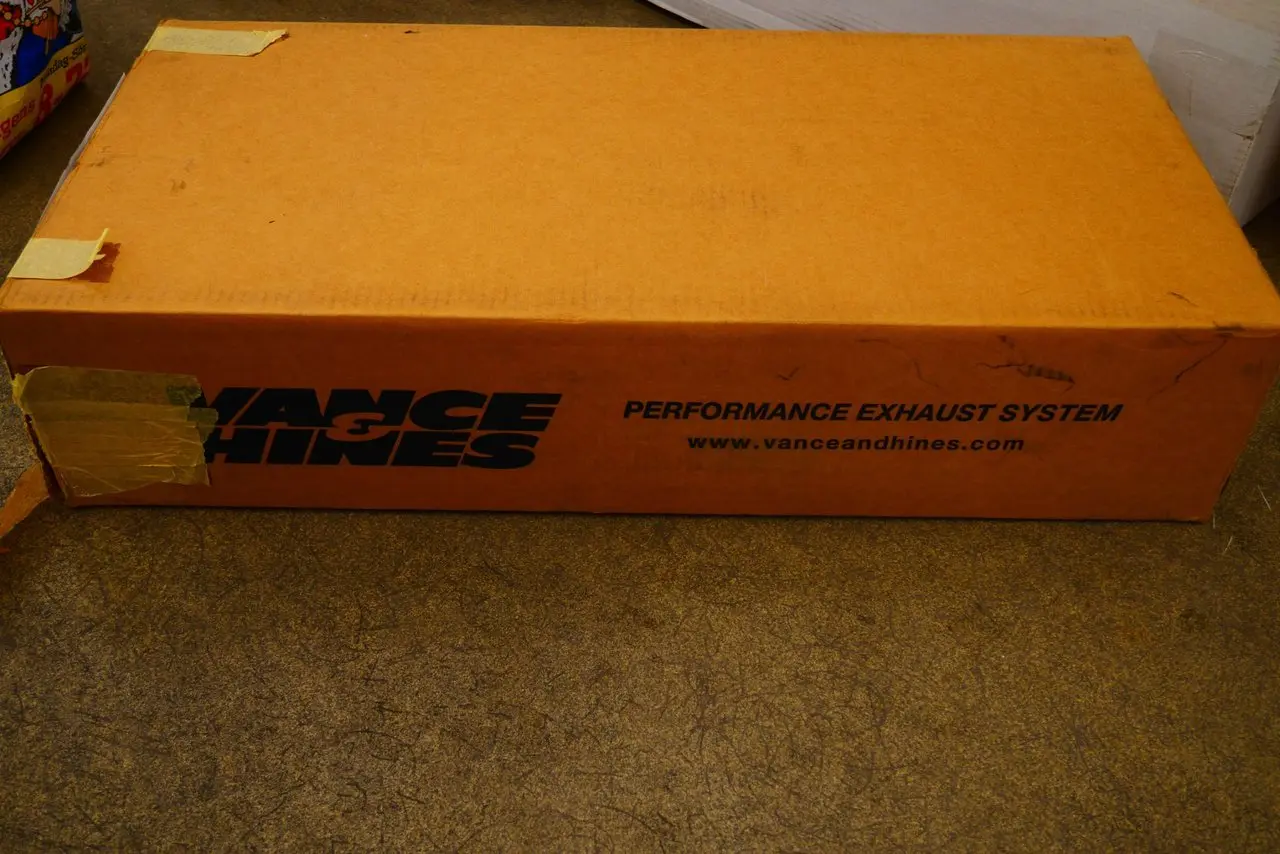 VANCE
&
HINES
PERFORMANCE EXHAUST SYSTEM
www.vanceandhines.com